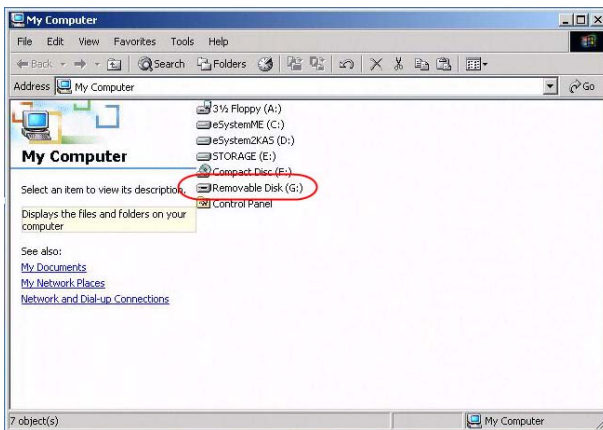 My Computer
File Edit View Favorites Tools Help
Back Search Folders
Address My Computer Go
3½ Floppy (A:)
eSystemME (C:)
eSystem2KAS (D:)
STORAGE (E:)
Compact Disc (F:)
Removable Disk (G:)
Control Panel
My Computer
Select an item to view its description.
Displays the files and folders on your
computer
See also:
My Documents
My Network Places
Network and Dial-up Connections
7 object(s) My Computer